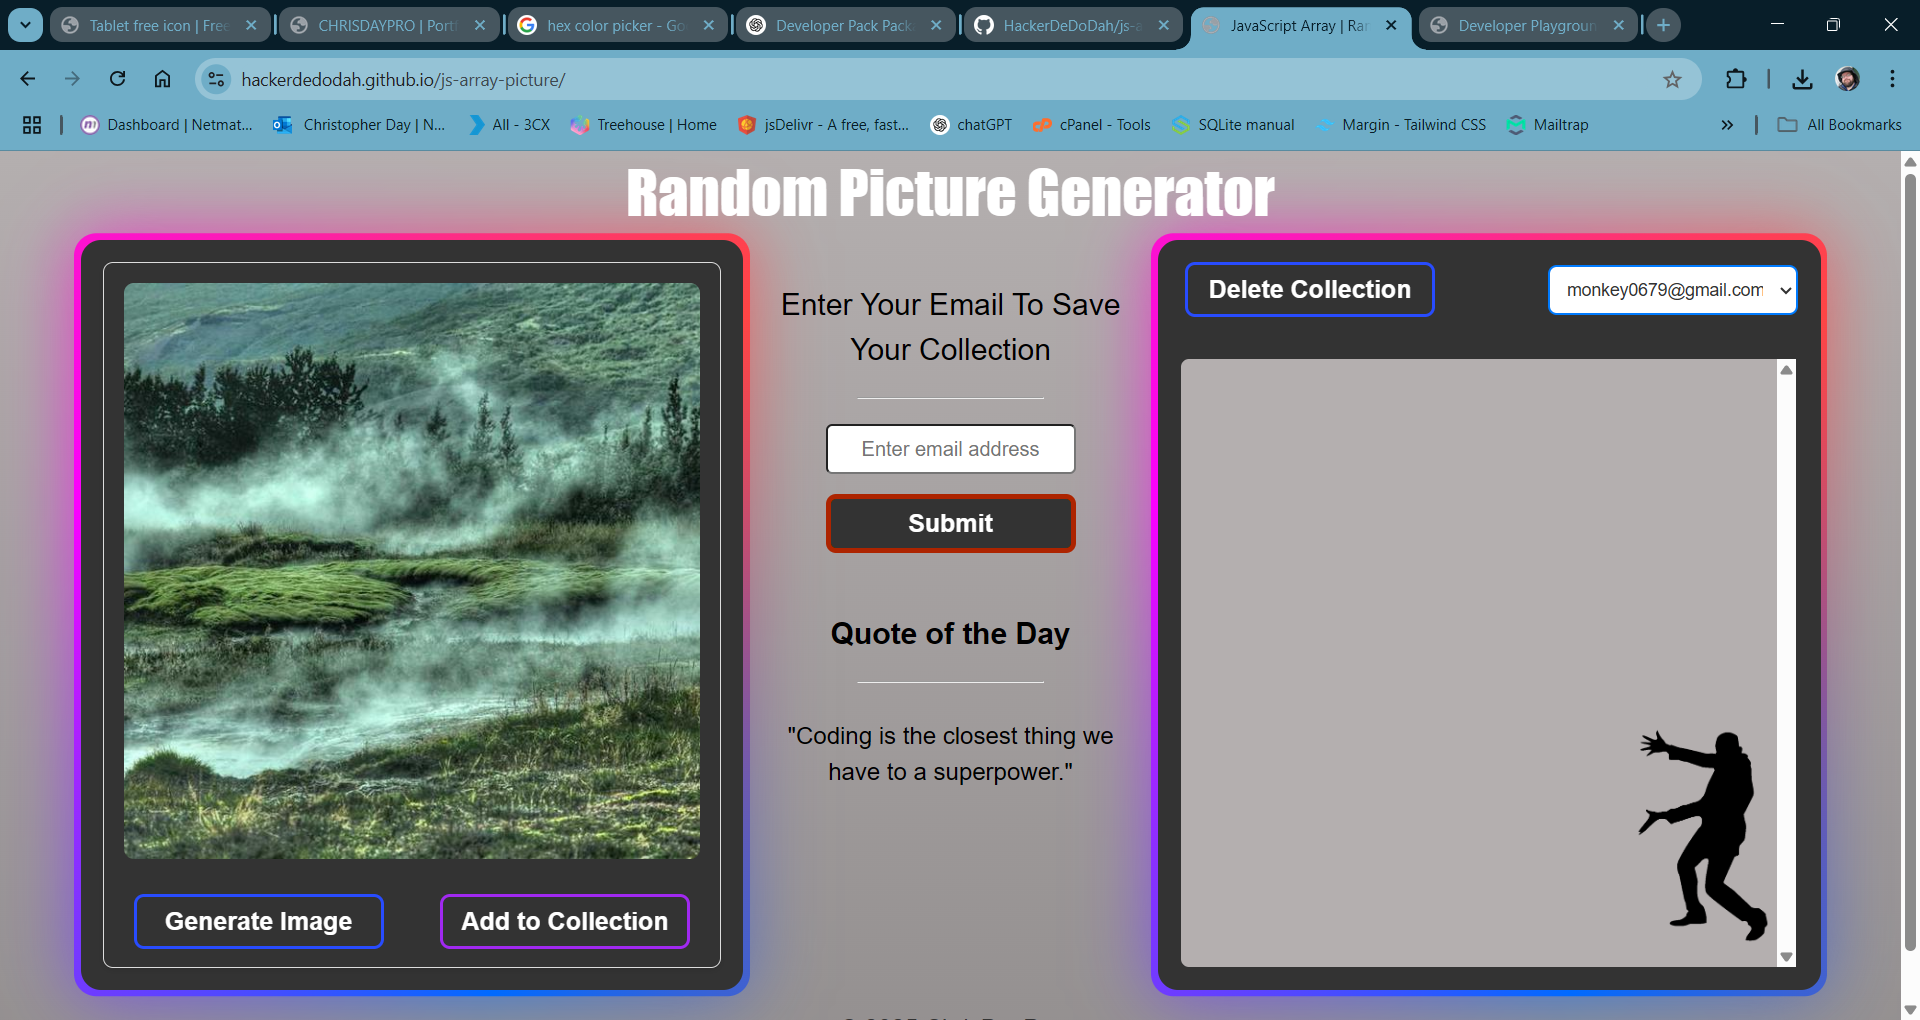 Tablet free icon | Free
CHRISDAYPRO | Portf
hex color picker - Go
Developer Pack Pack
HackerDeDoDah/js-a
JavaScript Array | Ra
Developer Playgroun
hackerdedodah.github.io/js-array-picture/
Dashboard | Netmat...
Christopher Day | N...
All - 3CX
Treehouse | Home
jsDelivr - A free, fast...
chatGPT
cPanel - Tools
SQLite manual
Margin - Tailwind CSS
Mailtrap
»
All Bookmarks
Random Picture Generator
Generate Image
Add to Collection
Enter Your Email To Save
Your Collection
Enter email address
Submit
Quote of the Day
"Coding is the closest thing we
have to a superpower."
Delete Collection
monkey0679@gmail.com